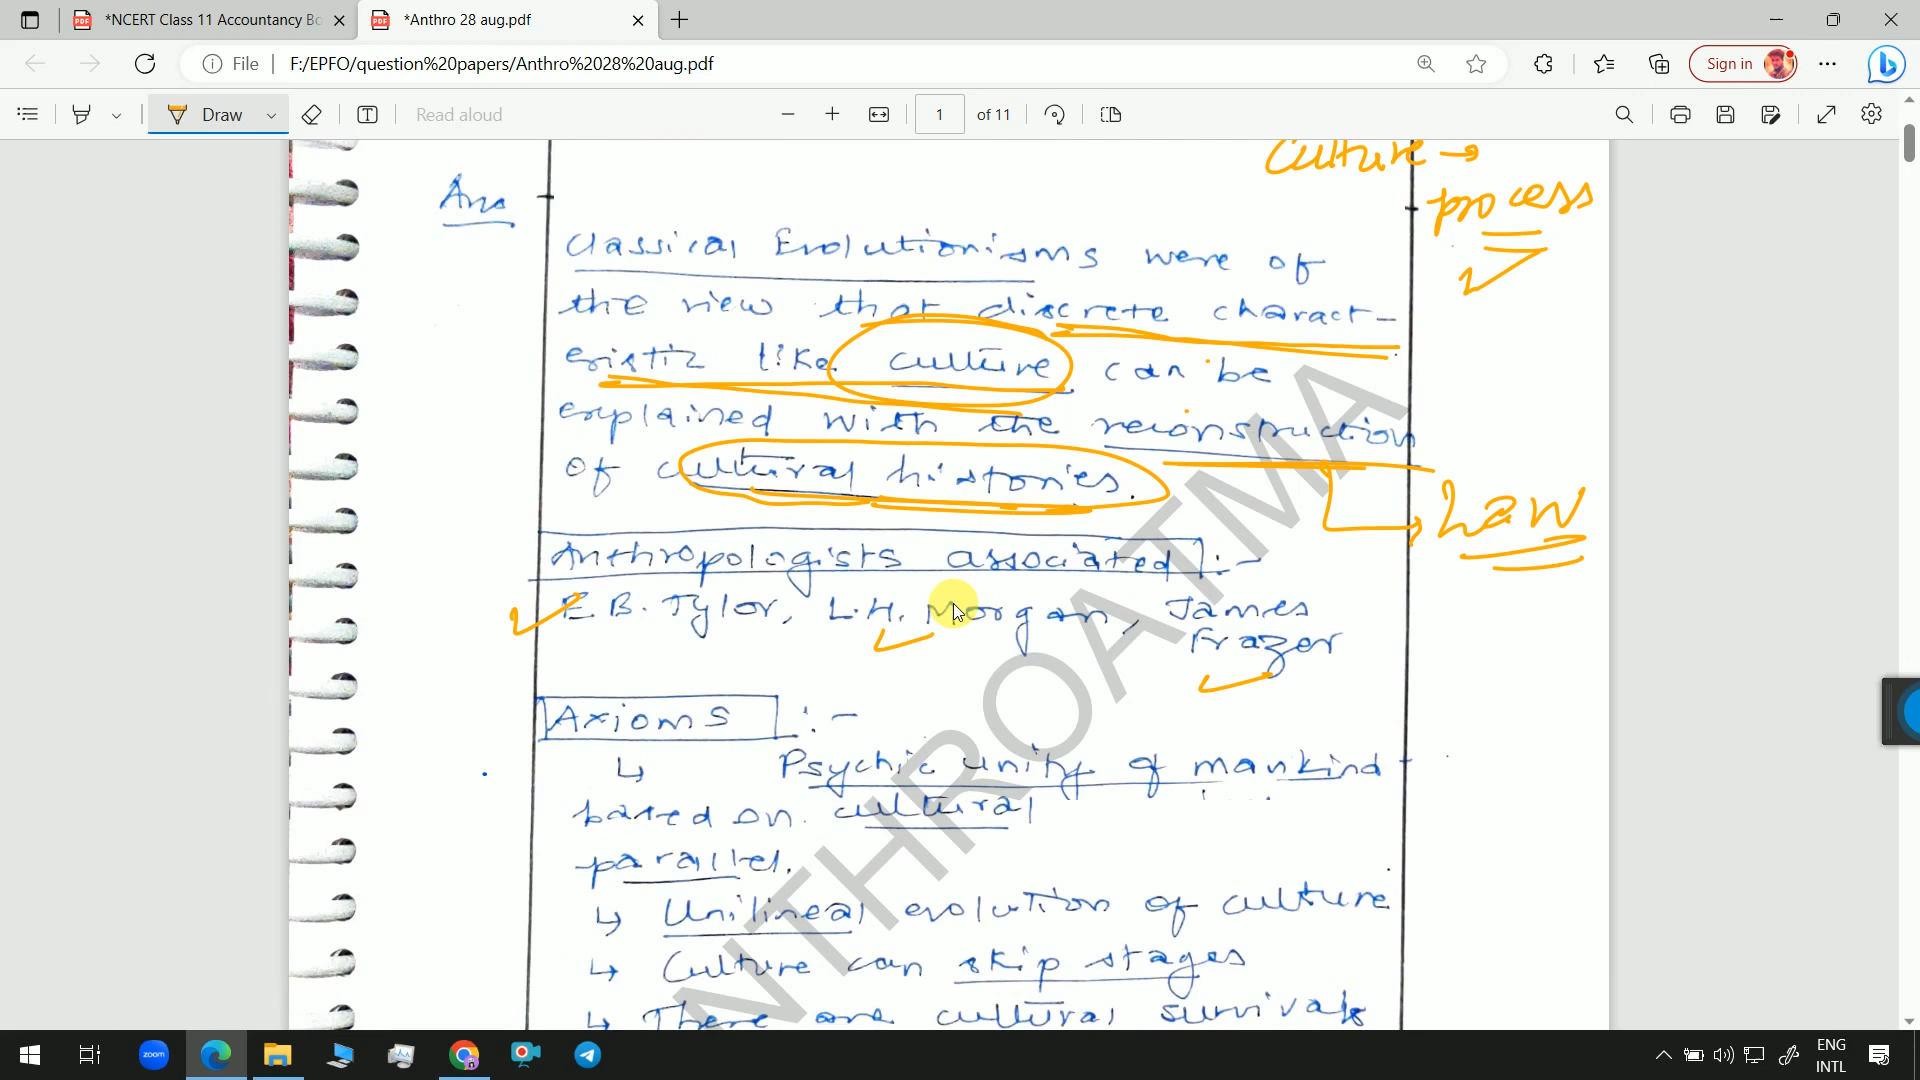 *NCERT Class 11 Accountancy Bo
*Anthro 28 aug.pdf
File
F:/EPFO/question%20papers/Anthro%2028%20aug.pdf
Sign in
Draw
Read aloud
1 of 11
Culture →
process
Ans
Classical Evolutionisms were of
the view that discrete charact-
eristic like culture can be
explained with the reconstruction
of cultural histories.
Law
Anthropologists associated :-
E.B. Tylor, L.H. Morgan, James
Frazer
Axioms :-
↳ Psychic unity of mankind
based on cultural
parallel.
↳ Unilineal evolution of culture
↳ Culture can skip stages
↳ There are cultural survivals
NTHROATMA
zoom
ENG
INTL